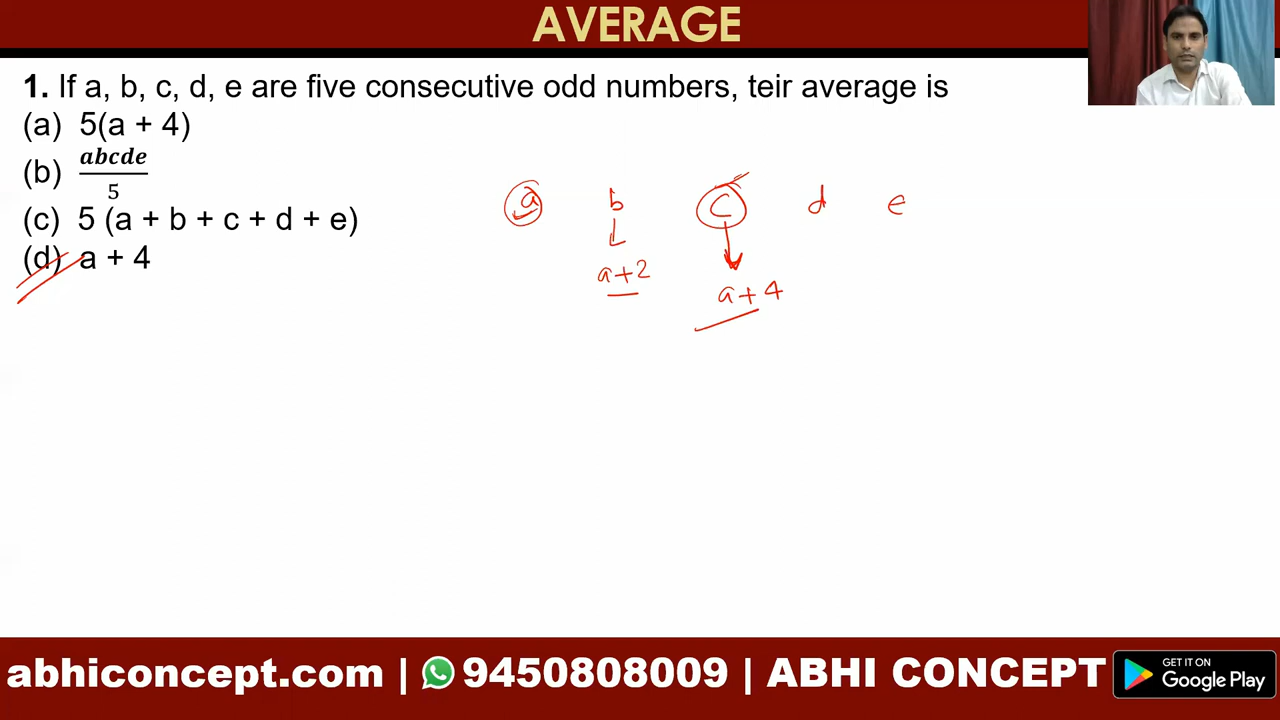 AVERAGE
1. If a, b, c, d, e are five consecutive odd numbers, teir average is
(a) 5(a + 4)
(b) abcde/5
(c) 5 (a + b + c + d + e)
(d) a + 4
a b c d e
a+2
a+4
abhiconcept.com | 9450808009 | ABHI CONCEPT
GET IT ON
Google Play